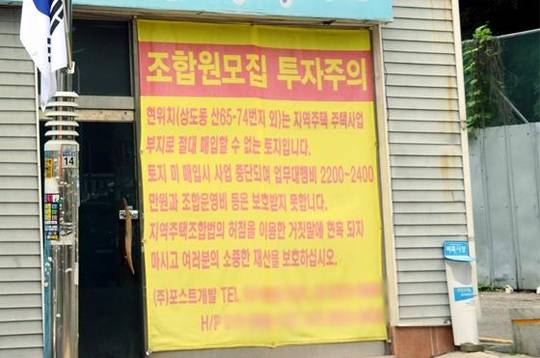 조합원모집 투자주의
현위치(상도동 산65-74번지 외)는 지역주택 주택사업
부지로 절대 매입할 수 없는 토지입니다.
토지 미 매입시 사업 중단되며 업무대행비 2200~2400
만원과 조합운영비 등은 보호받지 못합니다.
지역주택조합법의 허점을 이용한 거짓말에 현혹 되지
마시고 여러분의 소중한 재산을 보호하십시오.
(주)포스트개발 TEL
H/P
14